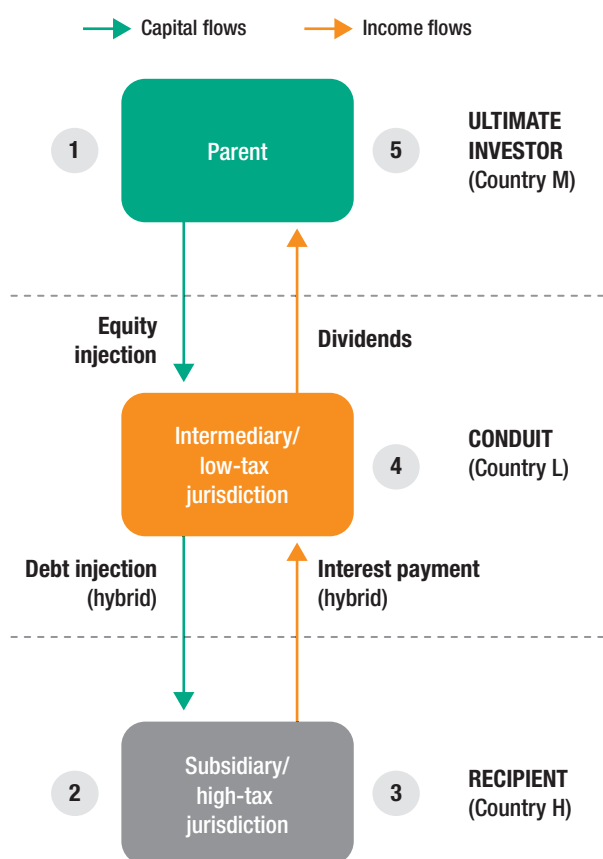 Capital flows
Income flows
1
Parent
5
ULTIMATE
INVESTOR
(Country M)
Equity
injection
Dividends
Intermediary/
low-tax
jurisdiction
4
CONDUIT
(Country L)
Debt injection
(hybrid)
Interest payment
(hybrid)
2
Subsidiary/
high-tax
jurisdiction
3
RECIPIENT
(Country H)